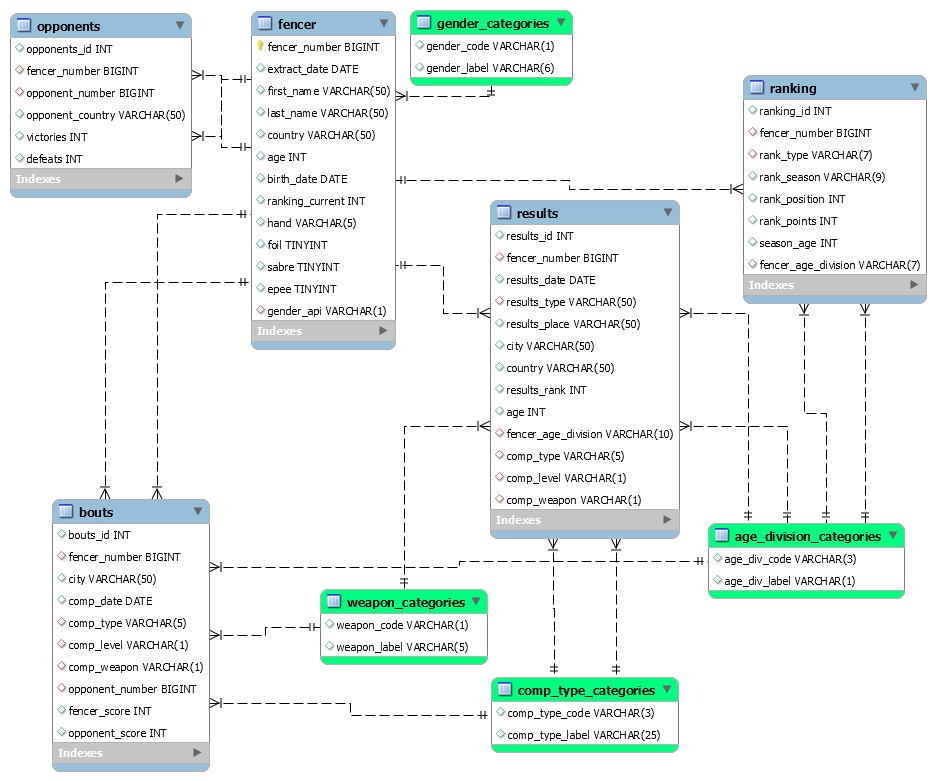 opponents
opponents_id INT
fencer_number BIGINT
opponent_number BIGINT
opponent_country VARCHAR(50)
victories INT
defeats INT
Indexes
fencer
fencer_number BIGINT
extract_date DATE
first_name VARCHAR(50)
last_name VARCHAR(50)
country VARCHAR(50)
age INT
birth_date DATE
ranking_current INT
hand VARCHAR(5)
foil TINYINT
sabre TINYINT
epee TINYINT
gender_api VARCHAR(1)
Indexes
gender_categories
gender_code VARCHAR(1)
gender_label VARCHAR(6)
ranking
ranking_id INT
fencer_number BIGINT
rank_type VARCHAR(7)
rank_season VARCHAR(9)
rank_position INT
rank_points INT
season_age INT
fencer_age_division VARCHAR(7)
Indexes
results
results_id INT
fencer_number BIGINT
results_date DATE
results_type VARCHAR(50)
results_place VARCHAR(50)
city VARCHAR(50)
country VARCHAR(50)
results_rank INT
age INT
fencer_age_division VARCHAR(10)
comp_type VARCHAR(5)
comp_level VARCHAR(1)
comp_weapon VARCHAR(1)
Indexes
bouts
bouts_id INT
fencer_number BIGINT
city VARCHAR(50)
comp_date DATE
comp_type VARCHAR(5)
comp_level VARCHAR(1)
comp_weapon VARCHAR(1)
opponent_number BIGINT
fencer_score INT
opponent_score INT
Indexes
weapon_categories
weapon_code VARCHAR(1)
weapon_label VARCHAR(5)
age_division_categories
age_div_code VARCHAR(3)
age_div_label VARCHAR(1)
comp_type_categories
comp_type_code VARCHAR(3)
comp_type_label VARCHAR(25)